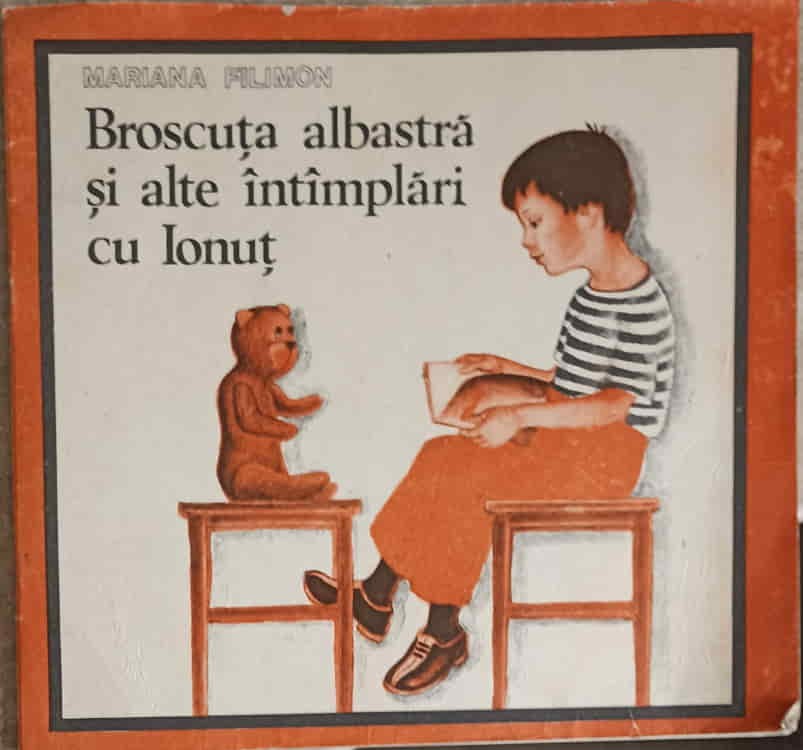 MARIANA FILIMON
Broscuța albastră
și alte întîmplări
cu Ionuț